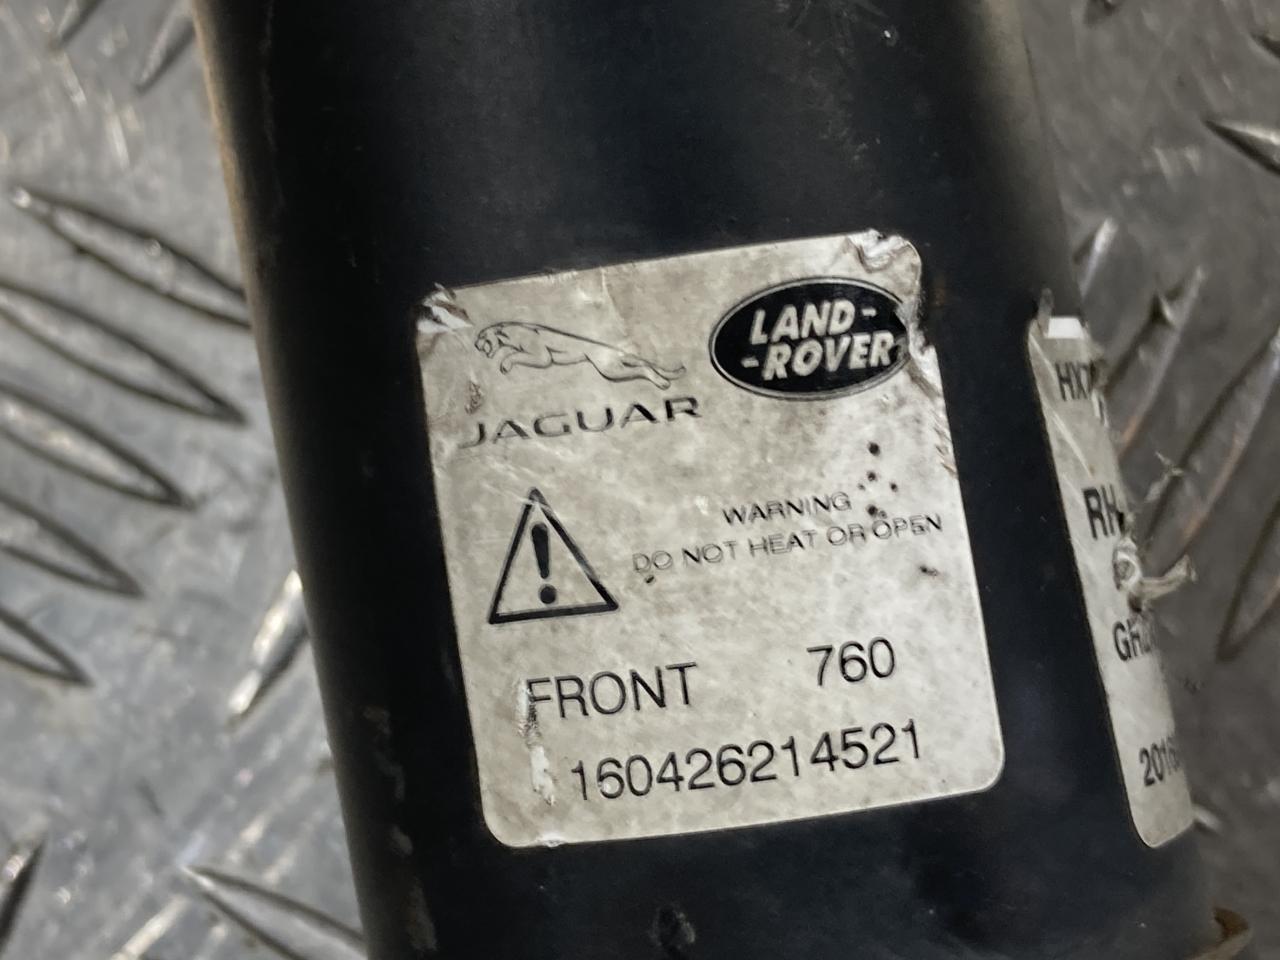 LAND-
-ROVER
JAGUAR
WARNING
DO NOT HEAT OR OPEN
FRONT 760
160426214521